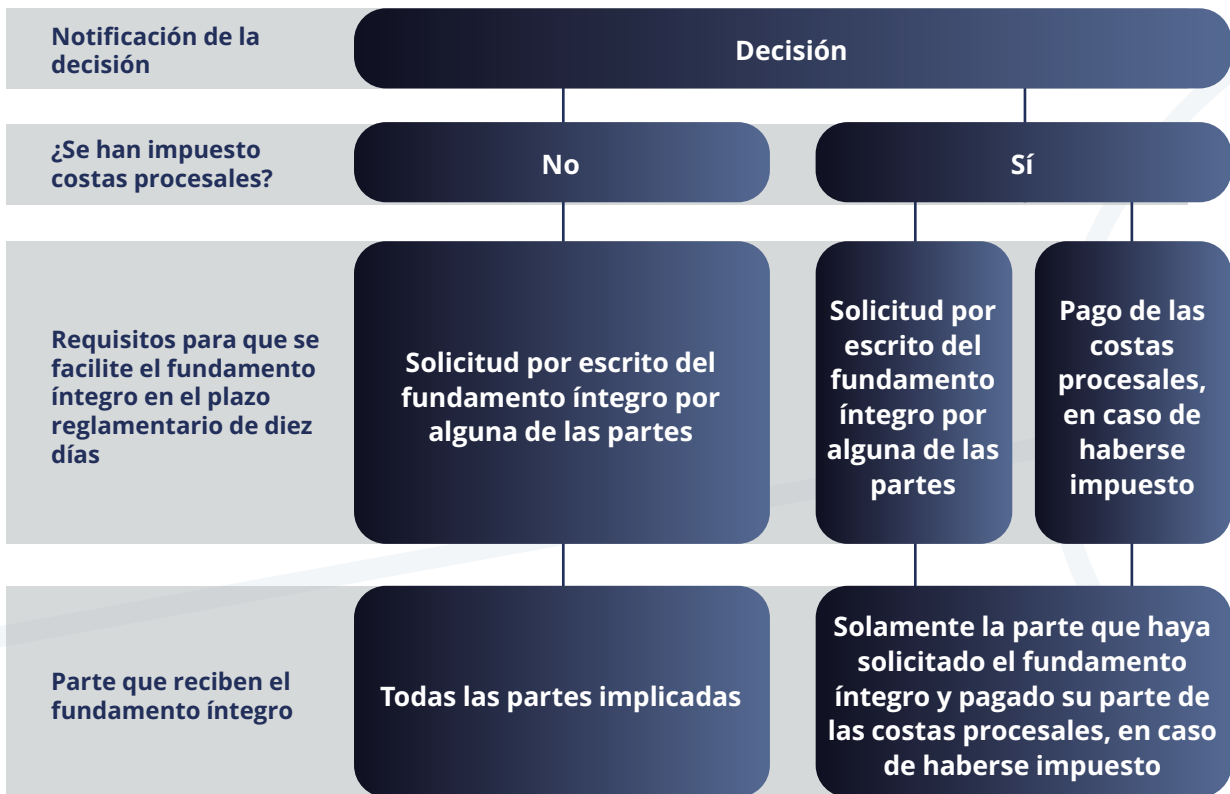 Notificación de la
decisión
Decisión
¿Se han impuesto
costas procesales?
No
Sí
Requisitos para que se
facilite el fundamento
íntegro en el plazo
reglamentario de diez
días
Solicitud por escrito del
fundamento íntegro por
alguna de las partes
Solicitud por
escrito del
fundamento
íntegro por
alguna de las
partes
Pago de las
costas
procesales,
en caso de
haberse
impuesto
Parte que reciben el
fundamento íntegro
Todas las partes implicadas
Solamente la parte que haya
solicitado el fundamento
íntegro y pagado su parte de
las costas procesales, en caso
de haberse impuesto